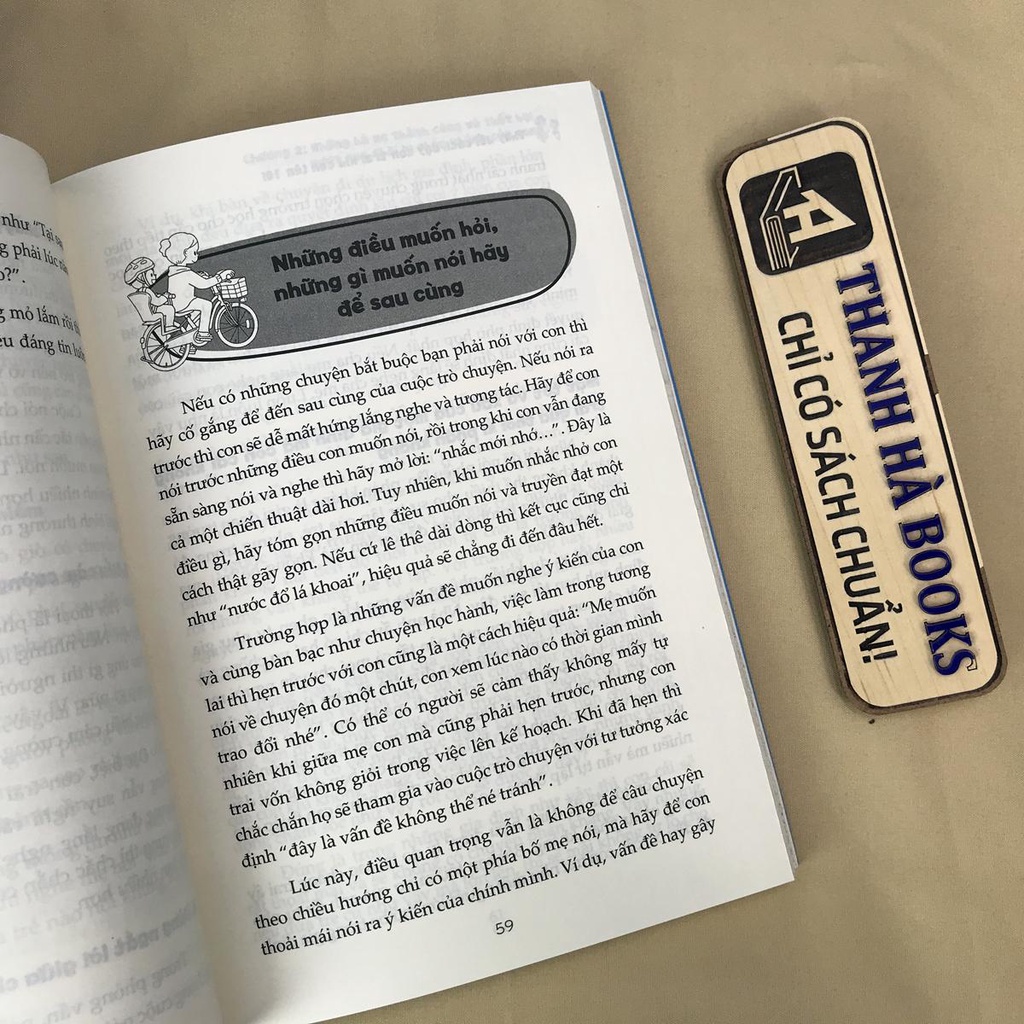 như "Tại
phải lúc
o?".
mỏ lắm rồi
đáng tin
Những điều muốn hỏi,
những gì muốn nói hãy
để sau cùng
Nếu có những chuyện bắt buộc bạn phải nói với con thì
hãy cố gắng để đến sau cùng của cuộc trò chuyện. Nếu nói ra
trước thì con sẽ dễ mất hứng lắng nghe và tương tác. Hãy để con
nói trước những điều con muốn nói, rồi trong khi con vẫn đang
sẵn sàng nói và nghe thì hãy mở lời: "nhắc mới nhớ...". Đây là
cả một chiến thuật dài hơi. Tuy nhiên, khi muốn nhắc nhở con
điều gì, hãy tóm gọn những điều muốn nói và truyền đạt một
cách thật gãy gọn. Nếu cứ lê thê dài dòng thì kết cục cũng chỉ
như "nước đổ lá khoai", hiệu quả sẽ chẳng đi đến đâu hết.
Trường hợp là những vấn đề muốn nghe ý kiến của con
và cùng bàn bạc như chuyện học hành, việc làm trong tương
lai thì hẹn trước với con cũng là một cách hiệu quả: "Mẹ muốn
nói về chuyện đó một chút, con xem lúc nào có thời gian mình
trao đổi nhé". Có thể có người sẽ cảm thấy không mấy tự
nhiên khi giữa mẹ con mà cũng phải hẹn trước, nhưng con
trai vốn không giỏi trong việc lên kế hoạch. Khi đã hẹn thì
chắc chắn họ sẽ tham gia vào cuộc trò chuyện với tư tưởng xác
định "đây là vấn đề không thể né tránh".
Lúc này, điều quan trọng vẫn là không để câu chuyện
theo chiều hướng chỉ có một phía bố mẹ nói, mà hãy để con
thoải mái nói ra ý kiến của chính mình. Ví dụ, vấn đề hay gây
59
THANH HÀ BOOKS
CHỈ CÓ SÁCH CHUẨN!